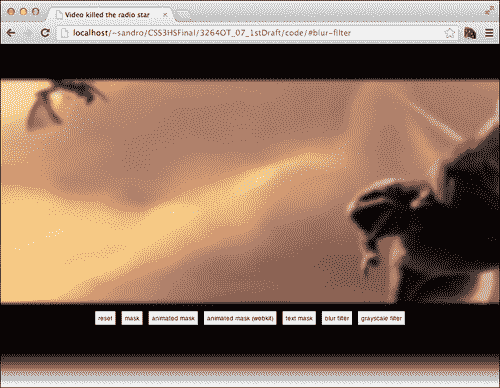 Video killed the radio star
localhost/~sandro/CSS3HSFinal/3264OT_07_1stDraft/code/#blur-filter
reset mask animated mask animated mask (webkit) text mask blur filter grayscale filter